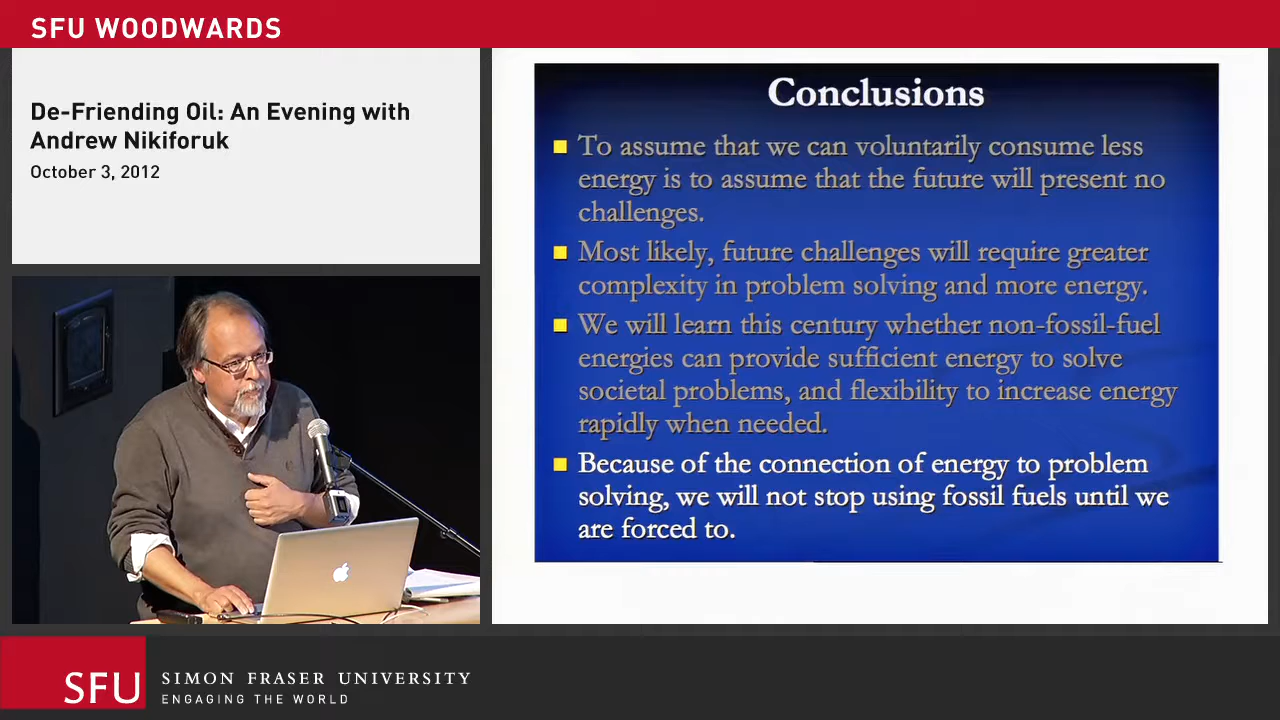 SFU WOODWARDS
De-Friending Oil: An Evening with
Andrew Nikiforuk
October 3, 2012
Conclusions
To assume that we can voluntarily consume less
energy is to assume that the future will present no
challenges.
Most likely, future challenges will require greater
complexity in problem solving and more energy.
We will learn this century whether non-fossil-fuel
energies can provide sufficient energy to solve
societal problems, and flexibility to increase energy
rapidly when needed.
Because of the connection of energy to problem
solving, we will not stop using fossil fuels until we
are forced to.
SFU
SIMON FRASER UNIVERSITY
ENGAGING THE WORLD